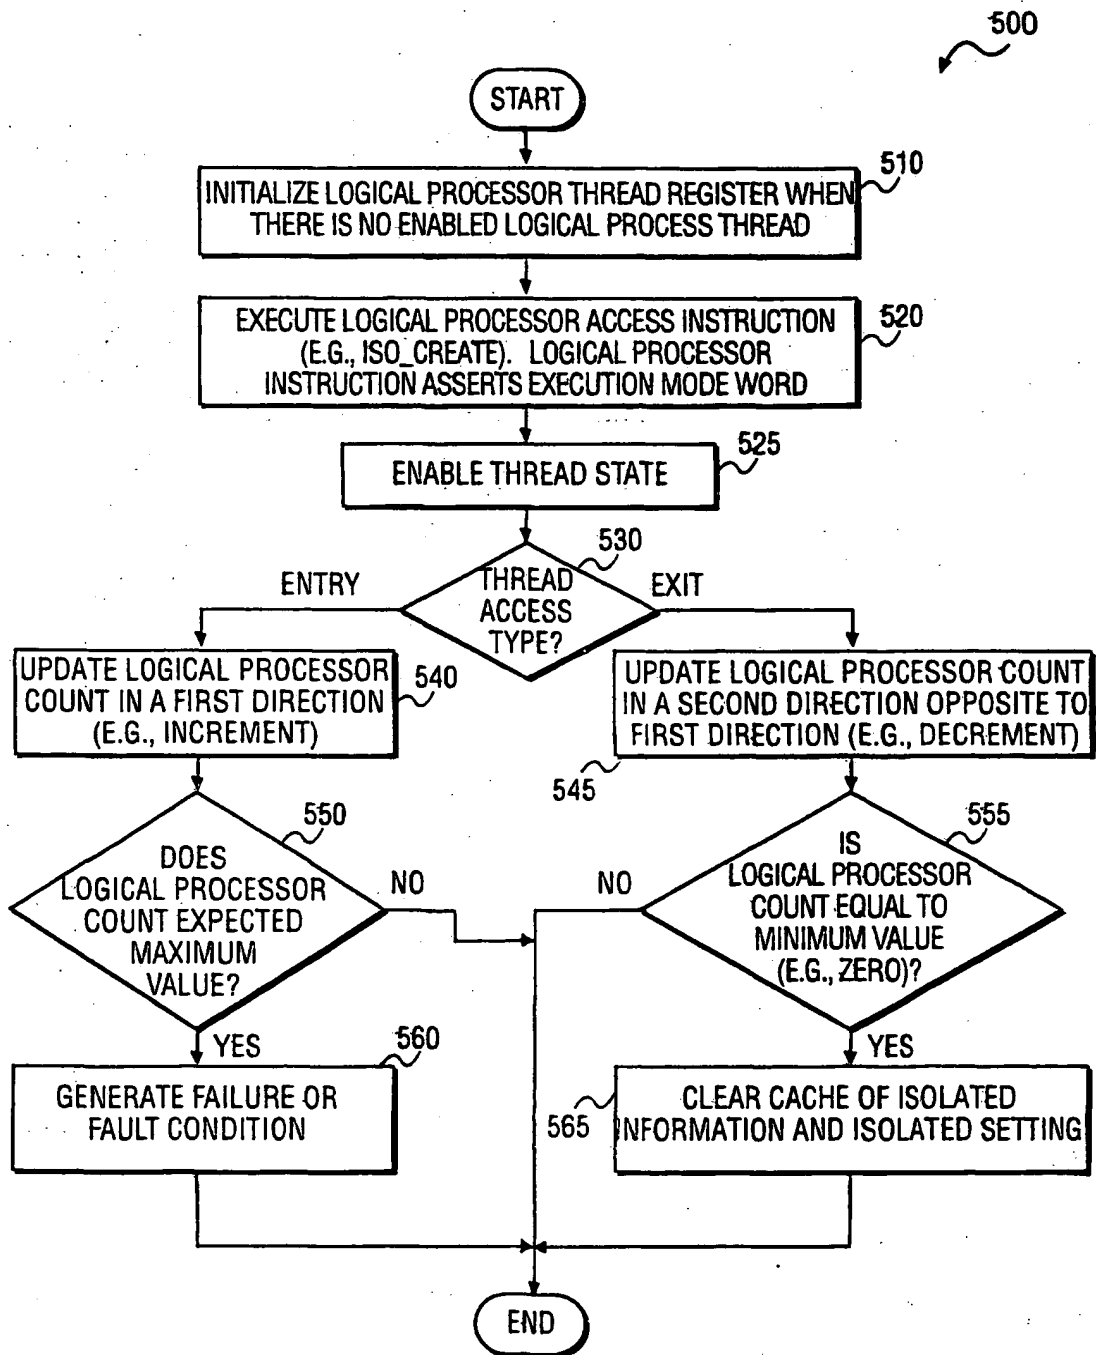 500
START
510
INITIALIZE LOGICAL PROCESSOR THREAD REGISTER WHEN
THERE IS NO ENABLED LOGICAL PROCESS THREAD
520
EXECUTE LOGICAL PROCESSOR ACCESS INSTRUCTION
(E.G., ISO_CREATE). LOGICAL PROCESSOR
INSTRUCTION ASSERTS EXECUTION MODE WORD
525
ENABLE THREAD STATE
530
ENTRY
THREAD
ACCESS
TYPE?
EXIT
UPDATE LOGICAL PROCESSOR
COUNT IN A FIRST DIRECTION
(E.G., INCREMENT)
540
UPDATE LOGICAL PROCESSOR COUNT
IN A SECOND DIRECTION OPPOSITE TO
FIRST DIRECTION (E.G., DECREMENT)
545
550
DOES
LOGICAL PROCESSOR
COUNT EXPECTED
MAXIMUM
VALUE?
NO
YES
555
IS
LOGICAL PROCESSOR
COUNT EQUAL TO
MINIMUM VALUE
(E.G., ZERO)?
NO
YES
560
GENERATE FAILURE OR
FAULT CONDITION
565
CLEAR CACHE OF ISOLATED
NFORMATION AND ISOLATED SETTING
END